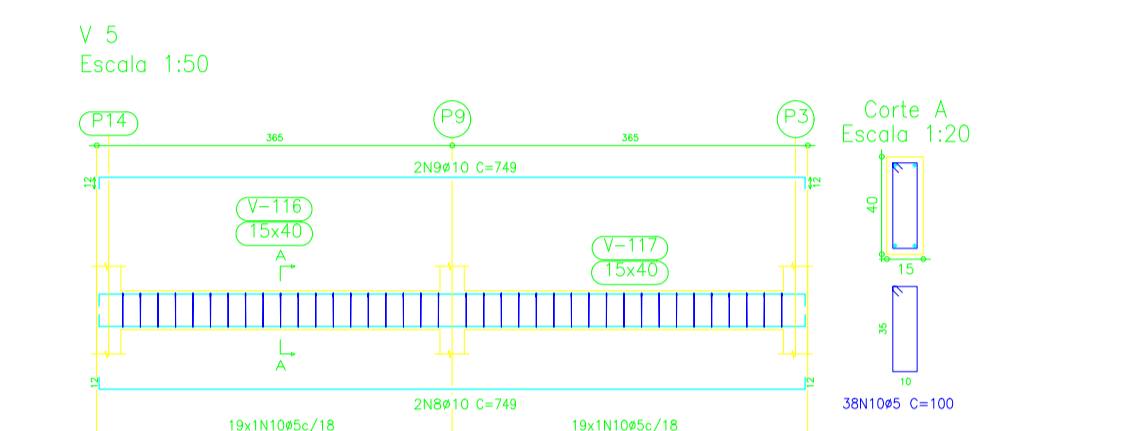 V 5
Escala 1:50
P14
P9
P3
365
365
2N9ø10 C=749
12
12
V-116
15x40
V-117
15x40
A
A
12
12
2N8ø10 C=749
19x1N10ø5c/18
19x1N10ø5c/18
Corte A
Escala 1:20
40
15
35
10
38N10ø5 C=100